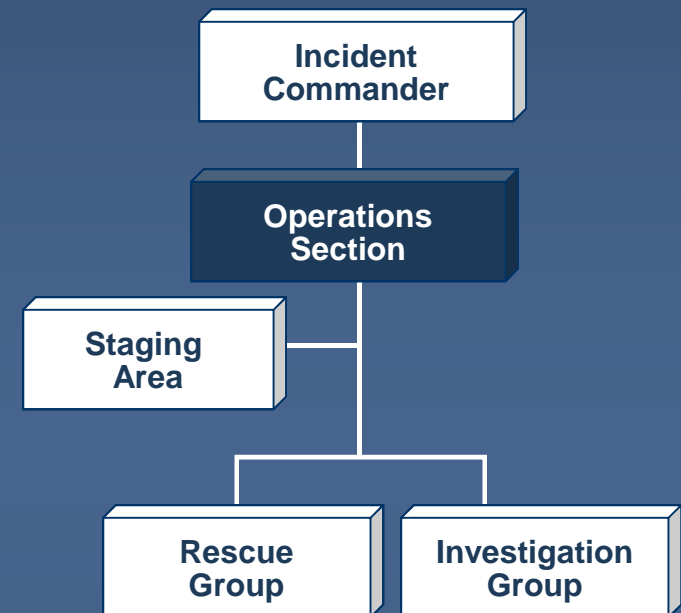 Incident
Commander
Operations
Section
Staging
Area
Rescue
Group
Investigation
Group